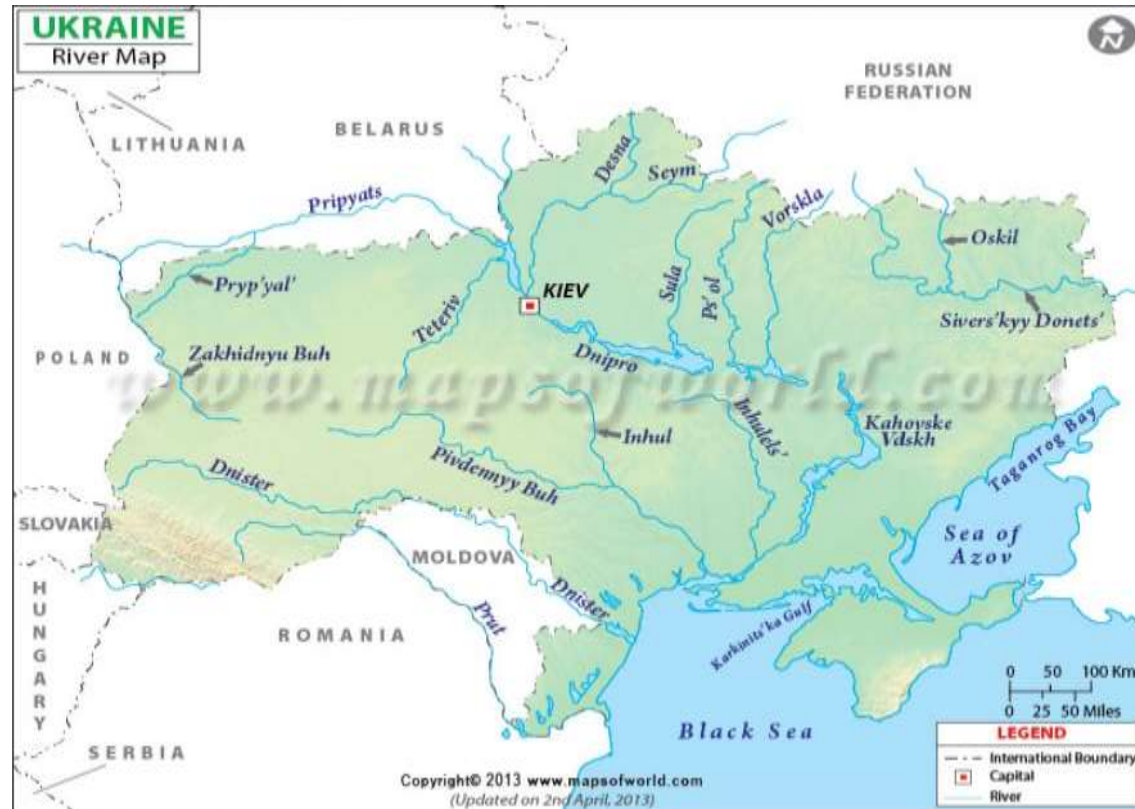 UKRAINE
River Map
N
RUSSIAN
FEDERATION
LITHUANIA
BELARUS
Desna
Seym
Pripyats
Vorskla
Oskil
Pryp'yal'
Teteriv
KIEV
Sula
Ps'ol
Sivers'kyy Donets'
POLAND
Zakhidnyu Buh
Dnipro
www.mapsofworld.com
Inhul
Inhulels'
Kahovske
Vdskh
Taganrog Bay
Pivdennyy Buh
Dnister
SLOVAKIA
MOLDOVA
Sea of
Azov
HUNGARY
Dnister
Prut
ROMANIA
Karkinits'ka Gulf
0 50 100 Km
0 25 50 Miles
Black Sea
LEGEND
International Boundary
Capital
River
SERBIA
Copyright© 2013 www.mapsofworld.com
(Updated on 2nd April, 2013)